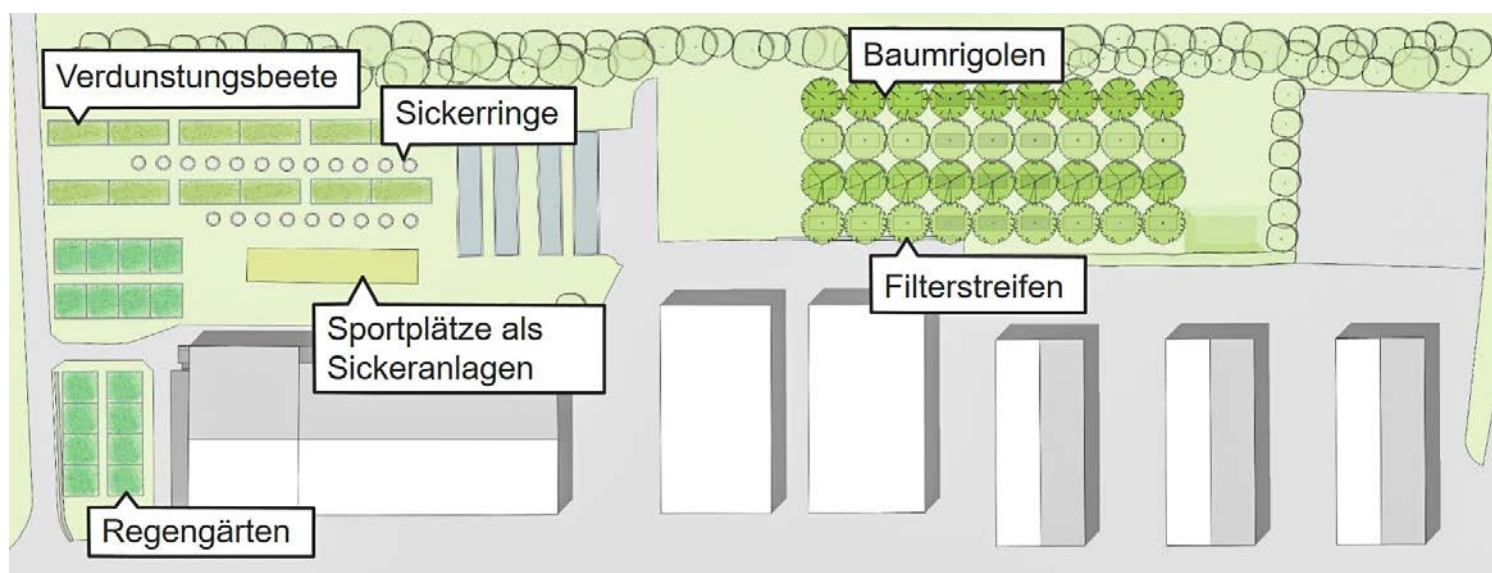 Verdunstungsbeete
Sickerringe
Baumrigolen
Filterstreifen
Sportplätze als
Sickeranlagen
Regengärten